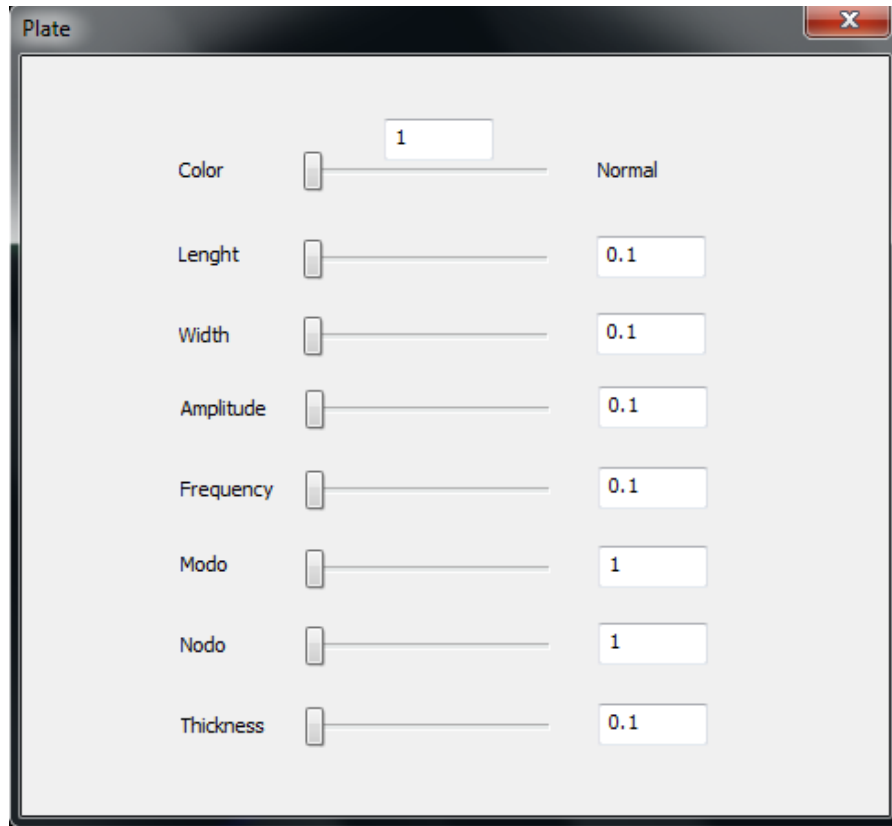 Plate
1
Color Normal
Lenght 0.1
Width 0.1
Amplitude 0.1
Frequency 0.1
Modo 1
Nodo 1
Thickness 0.1